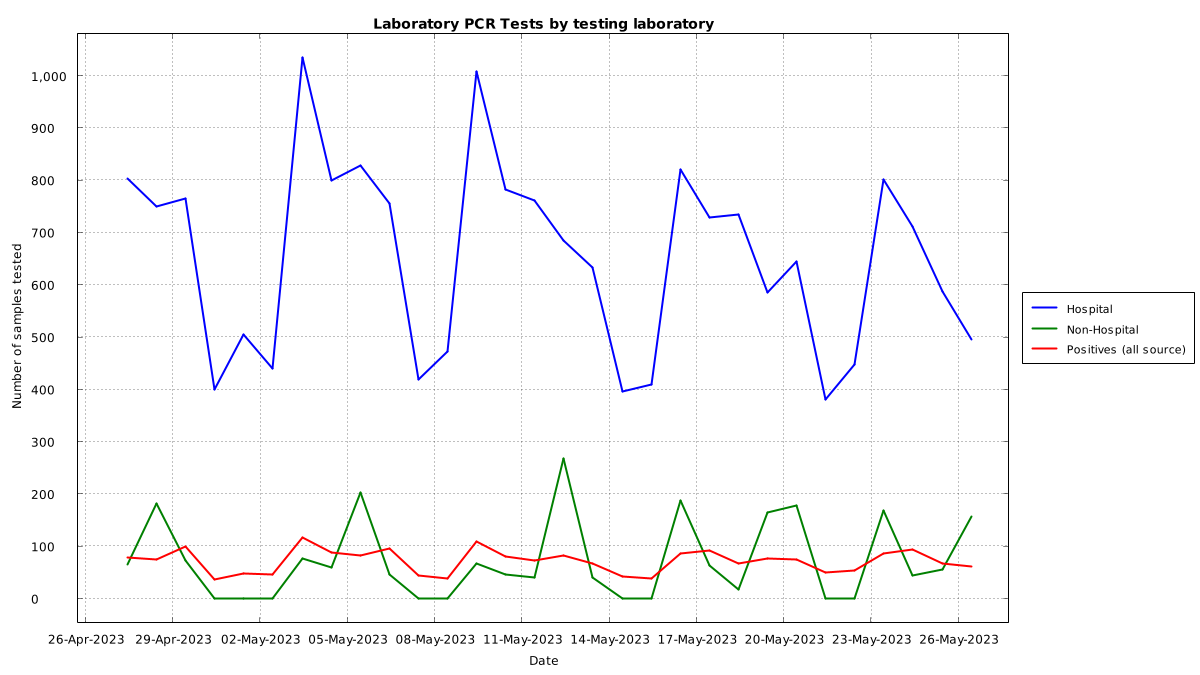 Laboratory PCR Tests by testing laboratory
1,000
900
800
700
600
500
400
300
200
100
0
Number of samples tested
26-Apr-2023 29-Apr-2023 02-May-2023 05-May-2023 08-May-2023 11-May-2023 14-May-2023 17-May-2023 20-May-2023 23-May-2023 26-May-2023
Date
Hospital
Non-Hospital
Positives (all source)